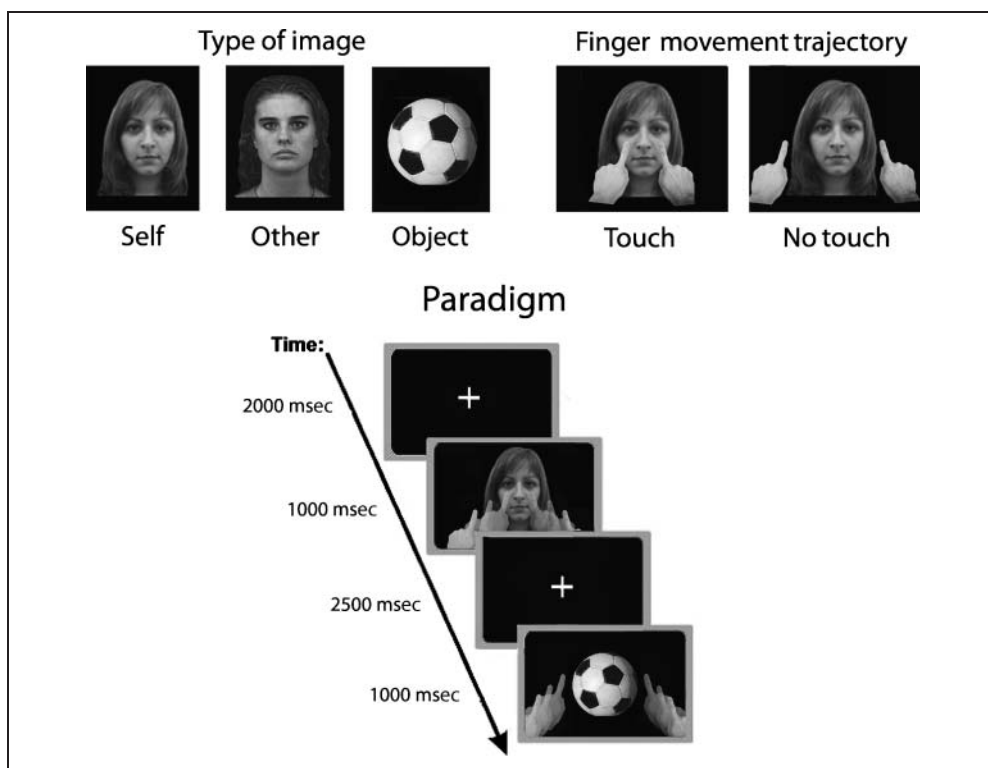 Type of image
Finger movement trajectory
Self
Other
Object
Touch
No touch
Paradigm
Time:
2000 msec
1000 msec
2500 msec
1000 msec